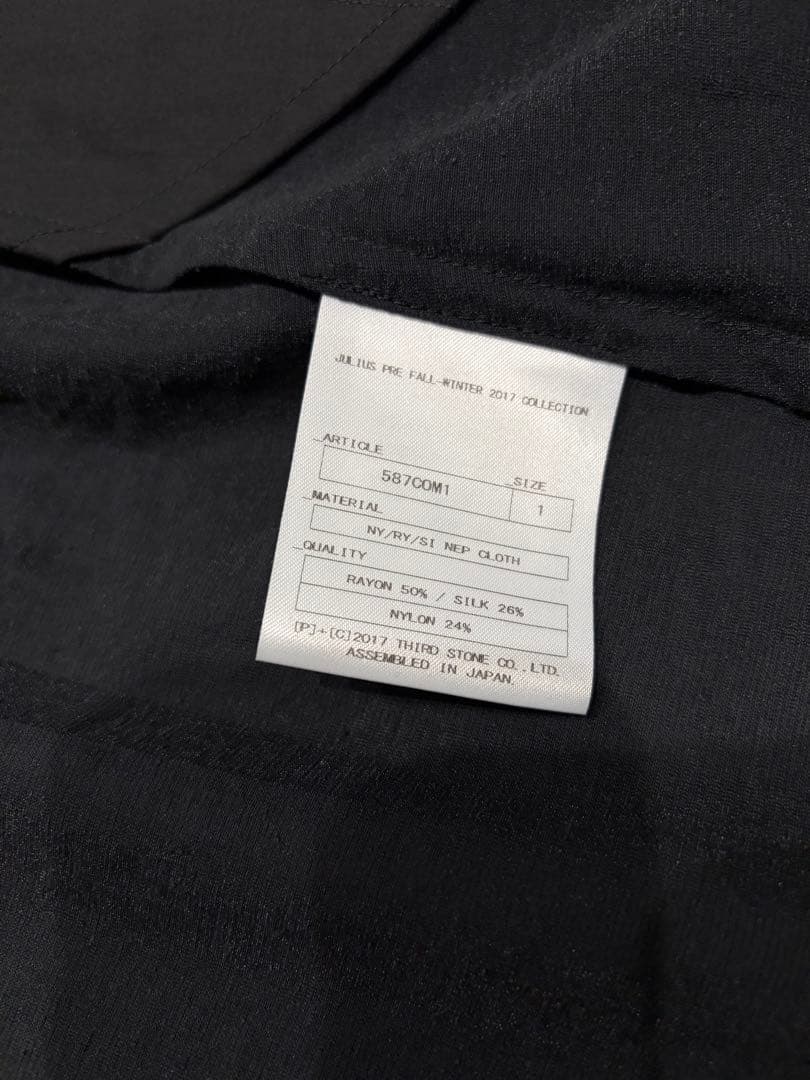 JULIUS PRE FALL-WINTER 2017 COLLECTION
_ARTICLE
587COM1
_SIZE
1
_MATERIAL
NY/RY/SI NEP CLOTH
_QUALITY
RAYON 50% / SILK 26%
NYLON 24%
[P]+[C]2017 THIRD STONE CO.,LTD.
ASSEMBLED IN JAPAN.